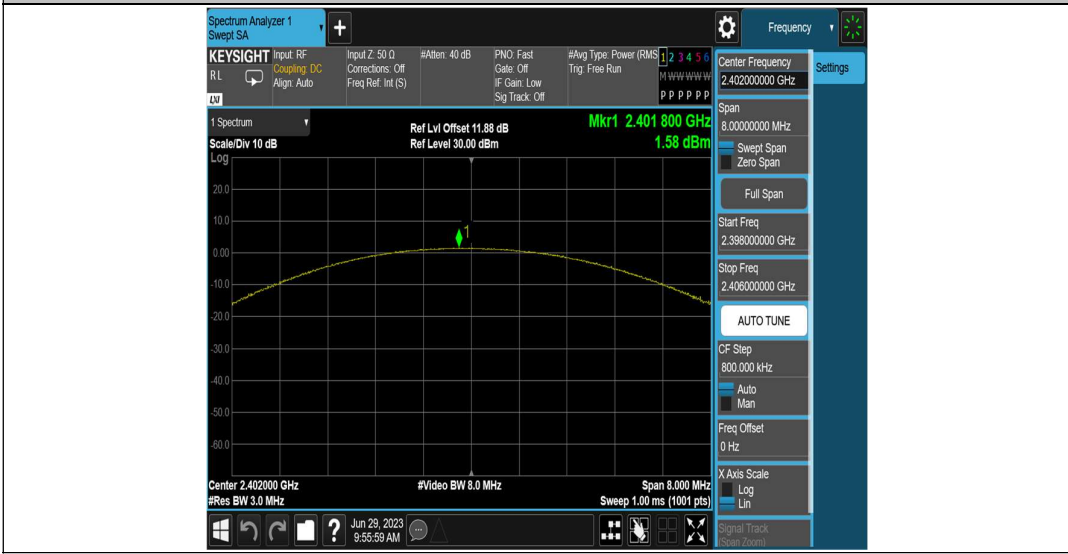 Spectrum Analyzer 1
Swept SA
Frequency
KEYSIGHT
RL
LXI
Input: RF
Coupling: DC
Align: Auto
Input Z: 50 Ω
Corrections: Off
Freq Ref: Int (S)
#Atten: 40 dB
PNO: Fast
Gate: Off
IF Gain: Low
Sig Track: Off
#Avg Type: Power (RMS
Trig: Free Run
1 2 3 4 5 6
M W W W W W
P P P P P P
1 Spectrum
Scale/Div 10 dB
Log
Ref Lvl Offset 11.88 dB
Ref Level 30.00 dBm
Mkr1 2.401 800 GHz
1.58 dBm
20.0
10.0
1
0.00
-10.0
-20.0
-30.0
-40.0
-50.0
-60.0
Center 2.402000 GHz
#Res BW 3.0 MHz
#Video BW 8.0 MHz
Span 8.000 MHz
Sweep 1.00 ms (1001 pts)
?
Jun 29, 2023
9:55:59 AM
Center Frequency
2.402000000 GHz
Span
8.00000000 MHz
Swept Span
Zero Span
Full Span
Start Freq
2.398000000 GHz
Stop Freq
2.406000000 GHz
AUTO TUNE
CF Step
800.000 kHz
Auto
Man
Freq Offset
0 Hz
X Axis Scale
Log
Lin
Signal Track
(Span Zoom)
Settings